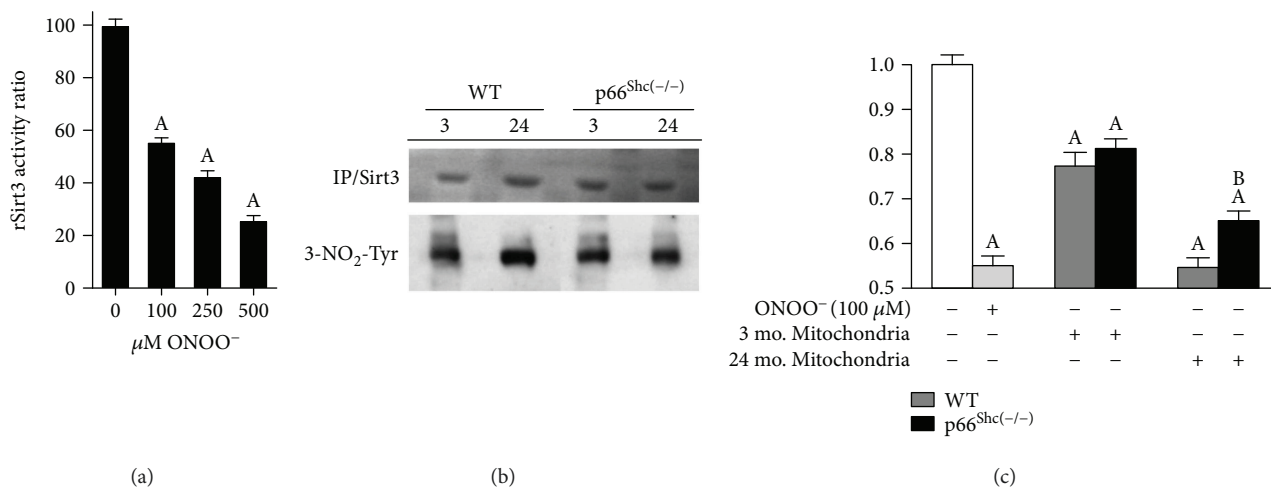 rSirt3 activity ratio
100
80
60
40
20
0
A
A
A
0 100 250 500
μM ONOO⁻
(a)
WT p66^Shc(−/−)
3 24 3 24
IP/Sirt3
3-NO₂-Tyr
(b)
1.0
0.9
0.8
0.7
0.6
0.5
A
A
A
A
B
A
ONOO⁻ (100 μM) − + − − − −
3 mo. Mitochondria − − + + − −
24 mo. Mitochondria − − − − + +
WT
p66^Shc(−/−)
(c)